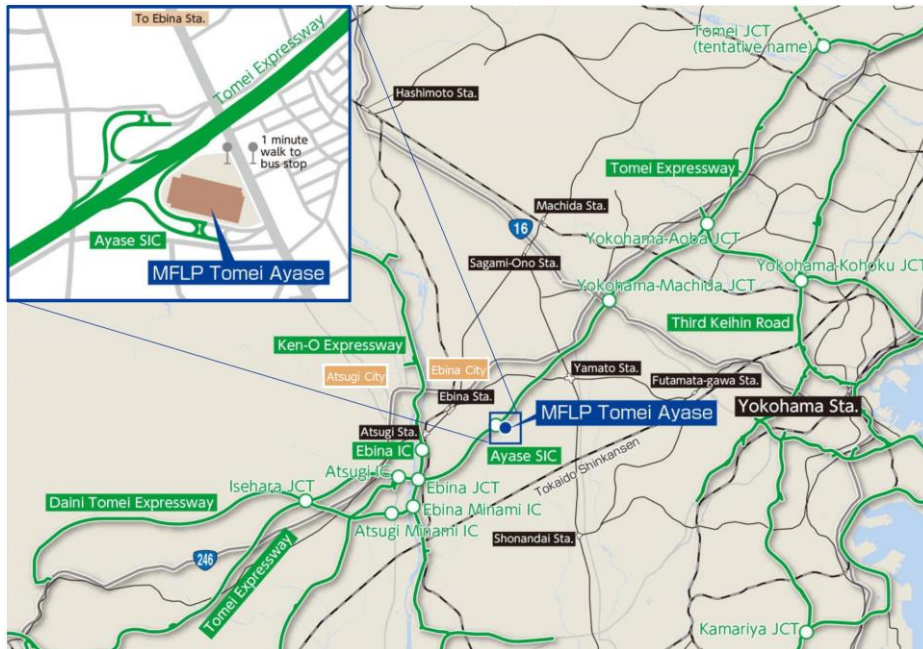 To Ebina Sta.
Tomei Expressway
1 minute
walk to
bus stop
Ayase SIC
MFLP Tomei Ayase
Tomei JCT
(tentative name)
Hashimoto Sta.
Tomei Expressway
Machida Sta.
16
Yokohama-Aoba JCT
Sagami-Ono Sta.
Yokohama-Kohoku JCT
Yokohama-Machida JCT
Third Keihin Road
Ken-O Expressway
Atsugi City
Ebina City
Yamato Sta.
Futamata-gawa Sta.
Ebina Sta.
Yokohama Sta.
MFLP Tomei Ayase
Atsugi Sta.
Ebina IC
Ayase SIC
Tokaido Shinkansen
Atsugi IC
Isehara JCT
Ebina JCT
Daini Tomei Expressway
Ebina Minami IC
Atsugi Minami IC
Shonandai Sta.
246
Tomei Expressway
Kamariya JCT